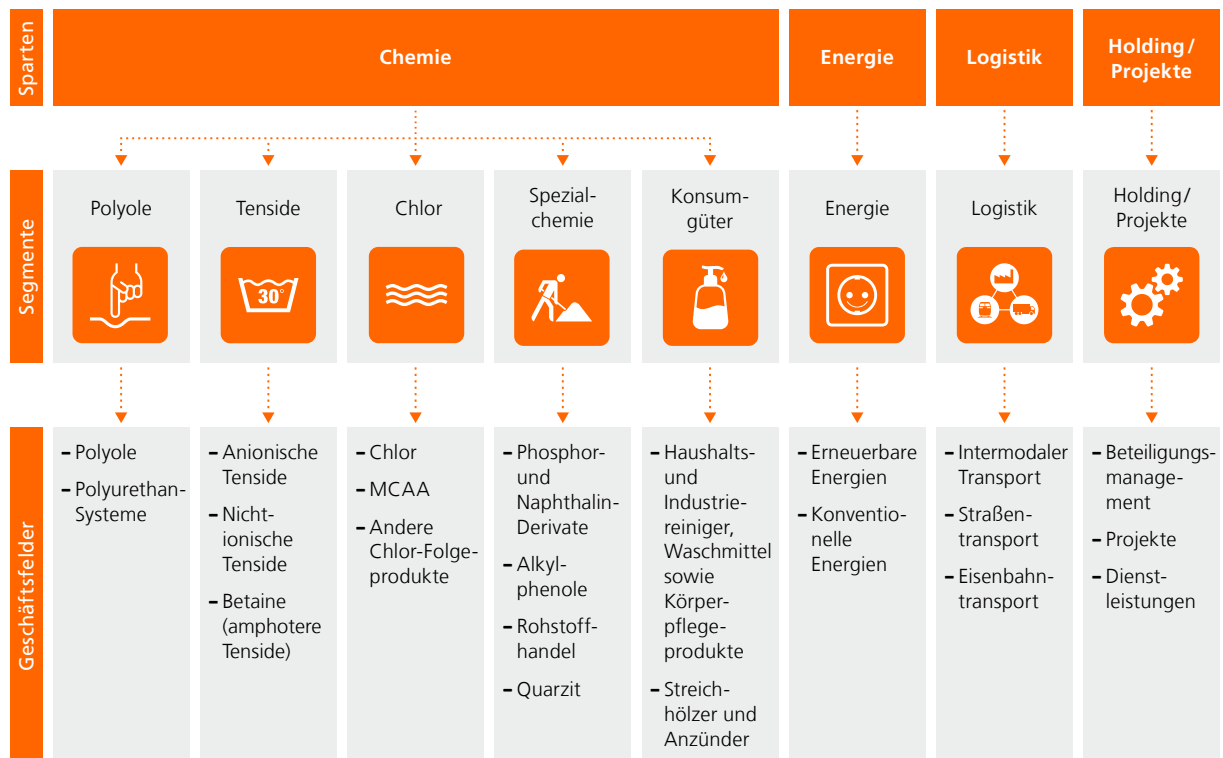 Sparten
Chemie
Energie
Logistik
Holding/
Projekte
Segmente
Polyole
Tenside
30°
Chlor
Spezial-
chemie
Konsum-
güter
Energie
Logistik
Holding/
Projekte
Geschäftsfelder
– Polyole
– Polyurethan-
Systeme
– Anionische
Tenside
– Nicht-
ionische
Tenside
– Betaine
(amphotere
Tenside)
– Chlor
– MCAA
– Andere
Chlor-Folge-
produkte
– Phosphor-
und
Naphthalin-
Derivate
– Alkyl-
phenole
– Rohstoff-
handel
– Quarzit
– Haushalts-
und
Industrie-
reiniger,
Waschmittel
sowie
Körper-
pflege-
produkte
– Streich-
hölzer und
Anzünder
– Erneuerbare
Energien
– Konventio-
nelle
Energien
– Intermodaler
Transport
– Straßen-
transport
– Eisenbahn-
transport
– Beteiligungs-
manage-
ment
– Projekte
– Dienst-
leistungen